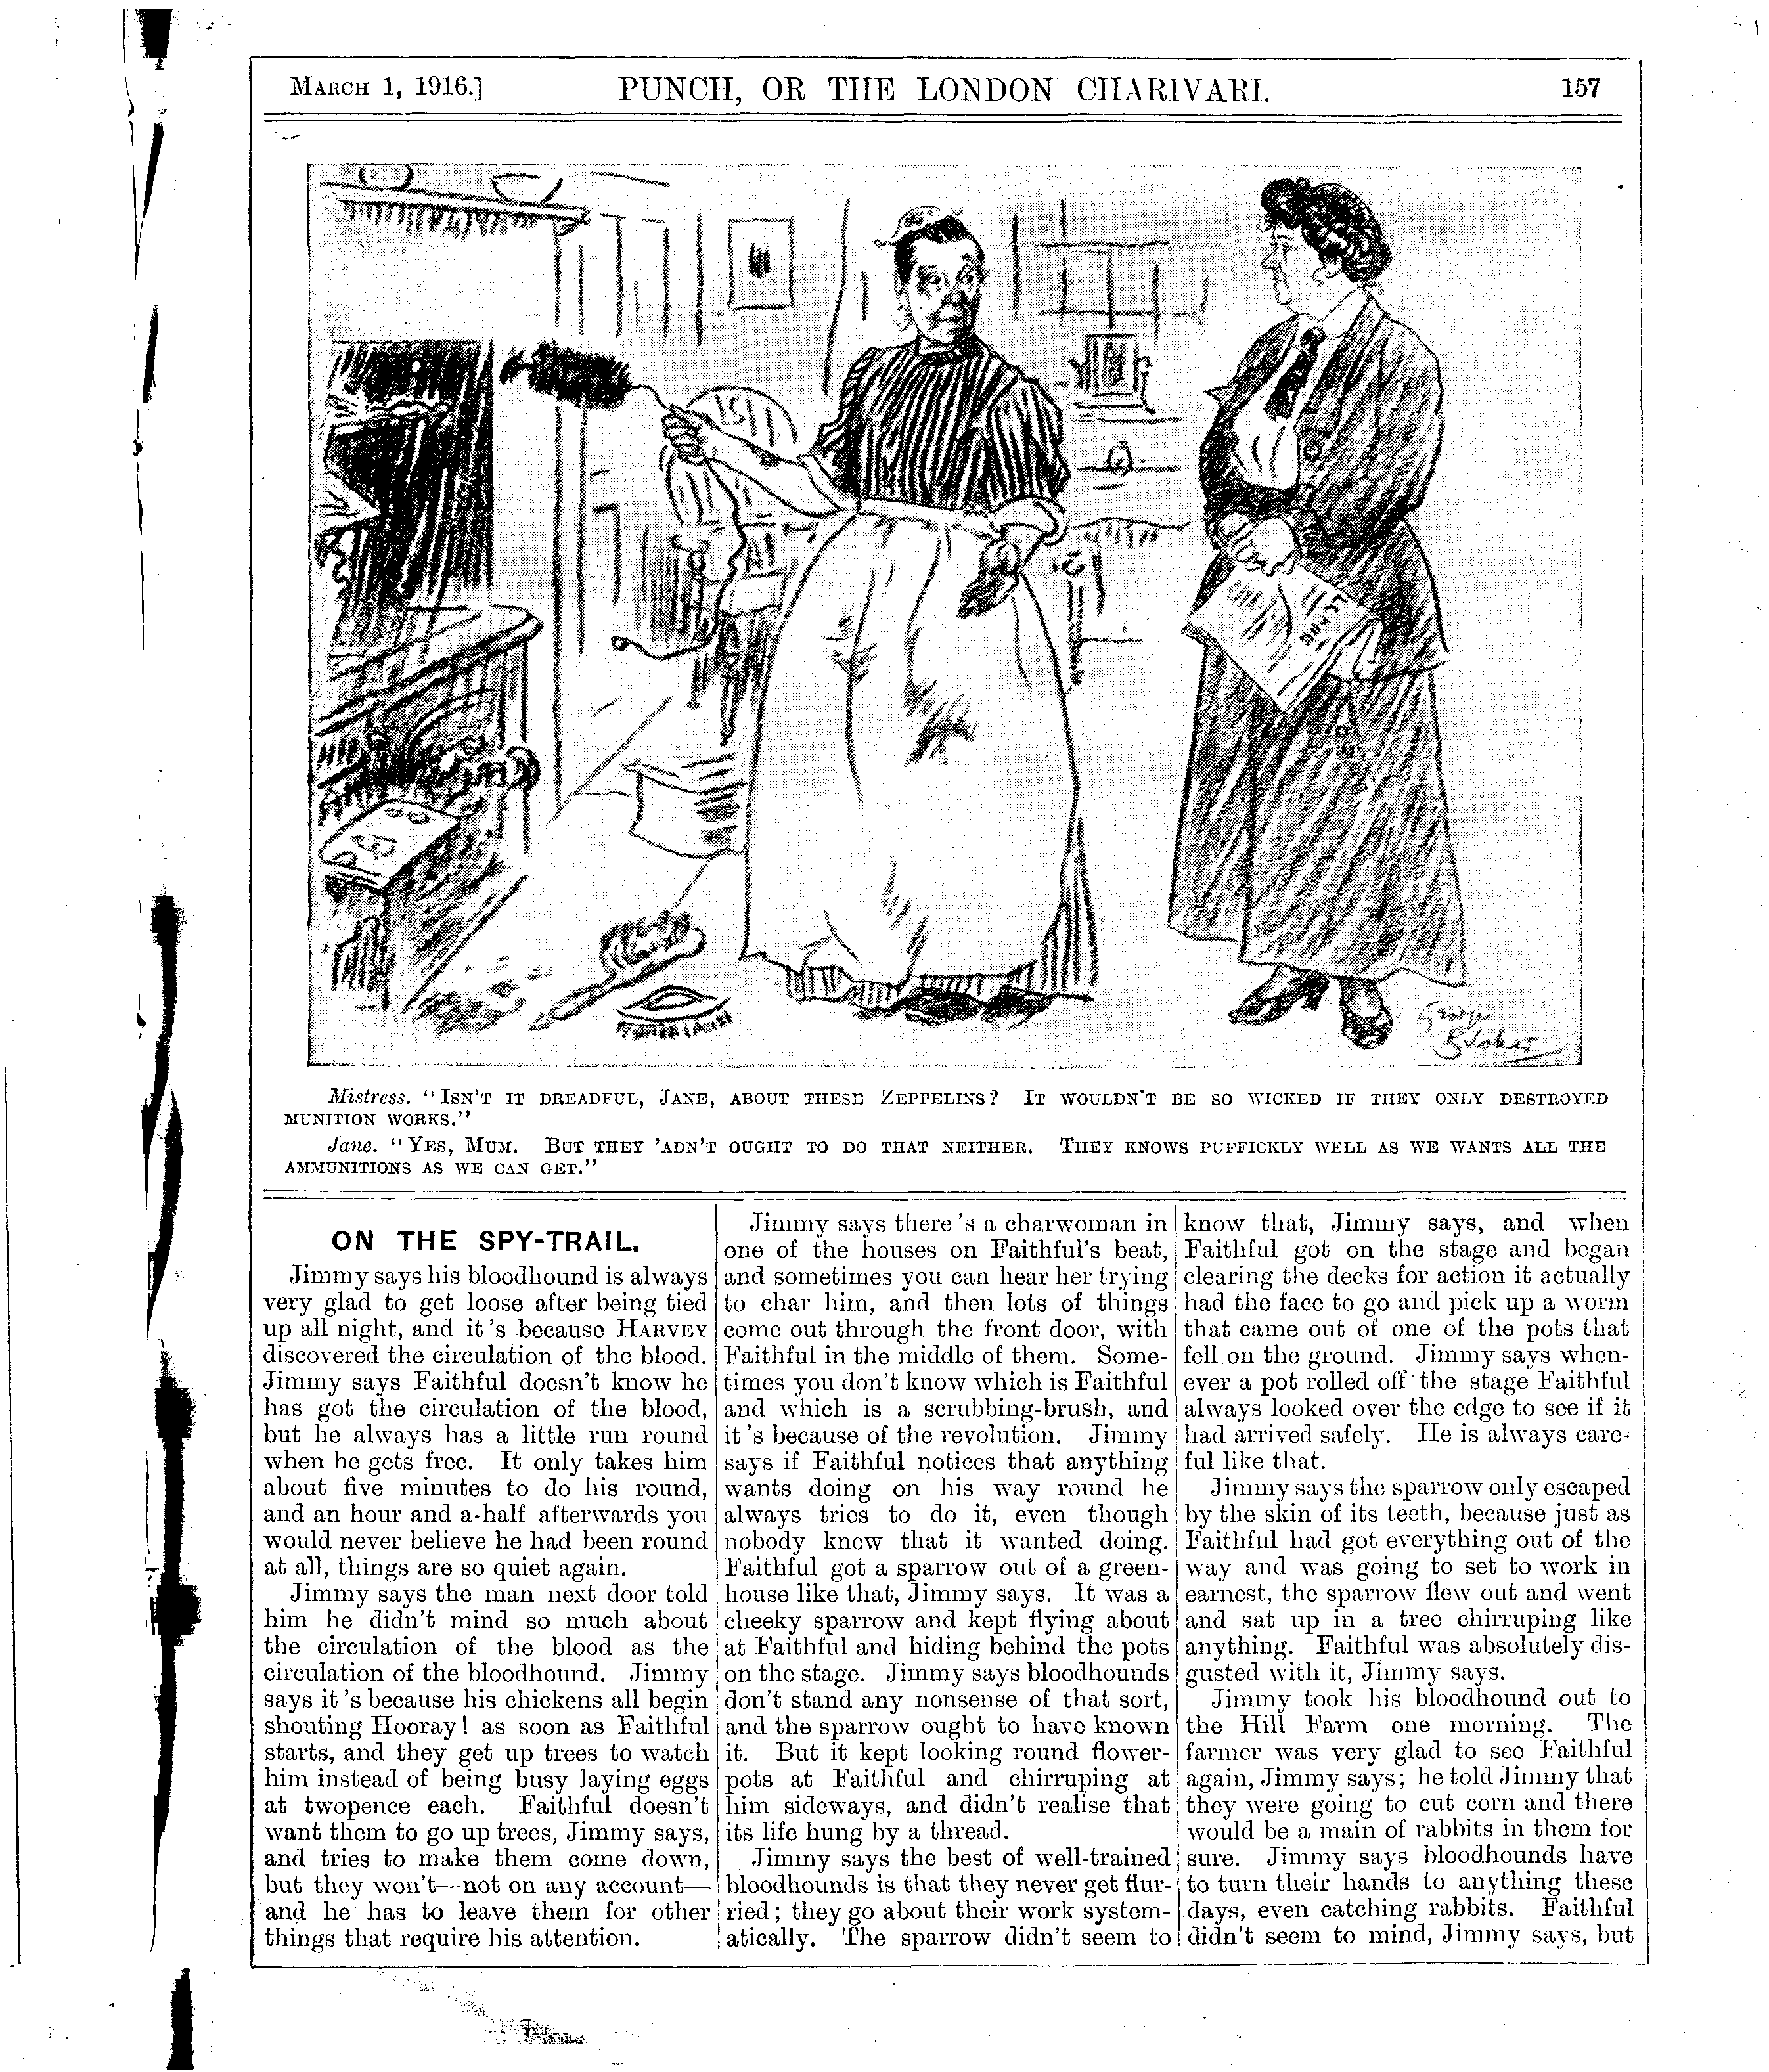 MARCH 1, 1916.] PUNCH, OR THE LONDON CHARIVARI. 157
George Stokes
Mistress. "ISN'T IT DREADFUL, JANE, ABOUT THESE ZEPPELINS? IT WOULDN'T BE SO WICKED IF THEY ONLY DESTROYED
MUNITION WORKS."
Jane. "YES, MUM. BUT THEY 'ADN'T OUGHT TO DO THAT NEITHER. THEY KNOWS PUFFICKLY WELL AS WE WANTS ALL THE
AMMUNITIONS AS WE CAN GET."
ON THE SPY-TRAIL.
Jimmy says his bloodhound is always
very glad to get loose after being tied
up all night, and it's because HARVEY
discovered the circulation of the blood.
Jimmy says Faithful doesn't know he
has got the circulation of the blood,
but he always has a little run round
when he gets free. It only takes him
about five minutes to do his round,
and an hour and a-half afterwards you
would never believe he had been round
at all, things are so quiet again.
Jimmy says the man next door told
him he didn't mind so much about
the circulation of the blood as the
circulation of the bloodhound. Jimmy
says it's because his chickens all begin
shouting Hooray! as soon as Faithful
starts, and they get up trees to watch
him instead of being busy laying eggs
at twopence each. Faithful doesn't
want them to go up trees, Jimmy says,
and tries to make them come down,
but they won't—not on any account—
and he has to leave them for other
things that require his attention.
Jimmy says there's a charwoman in
one of the houses on Faithful's beat,
and sometimes you can hear her trying
to char him, and then lots of things
come out through the front door, with
Faithful in the middle of them. Some-
times you don't know which is Faithful
and which is a scrubbing-brush, and
it's because of the revolution. Jimmy
says if Faithful notices that anything
wants doing on his way round he
always tries to do it, even though
nobody knew that it wanted doing.
Faithful got a sparrow out of a green-
house like that, Jimmy says. It was a
cheeky sparrow and kept flying about
at Faithful and hiding behind the pots
on the stage. Jimmy says bloodhounds
don't stand any nonsense of that sort,
and the sparrow ought to have known
it. But it kept looking round flower-
pots at Faithful and chirruping at
him sideways, and didn't realise that
its life hung by a thread.
Jimmy says the best of well-trained
bloodhounds is that they never get flur-
ried; they go about their work system-
atically. The sparrow didn't seem to
know that, Jimmy says, and when
Faithful got on the stage and began
clearing the decks for action it actually
had the face to go and pick up a worm
that came out of one of the pots that
fell on the ground. Jimmy says when-
ever a pot rolled off the stage Faithful
always looked over the edge to see if it
had arrived safely. He is always care-
ful like that.
Jimmy says the sparrow only escaped
by the skin of its teeth, because just as
Faithful had got everything out of the
way and was going to set to work in
earnest, the sparrow flew out and went
and sat up in a tree chirruping like
anything. Faithful was absolutely dis-
gusted with it, Jimmy says.
Jimmy took his bloodhound out to
the Hill Farm one morning. The
farmer was very glad to see Faithful
again, Jimmy says; he told Jimmy that
they were going to cut corn and there
would be a main of rabbits in them for
sure. Jimmy says bloodhounds have
to turn their hands to anything these
days, even catching rabbits. Faithful
didn't seem to mind, Jimmy says, but